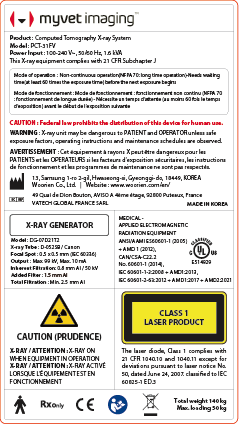 myvet imaging™
Product : Computed Tomography X-ray System
Model : PCT-31FV
Power Input : 100-240 V~, 50/60 Hz, 1.6 kVA
This X-ray equipment complies with 21 CFR Subchapter J
Mode of operation : Non-continuous operation(NFPA 70: long time operation)-Needs waiting
time(at least 60 times the exposure time) before the next exposure begins
Mode de fonctionnement : Mode de fonctionnement : fonctionnement non continu (NFPA 70
: fonctionnement de longue durée) - Nécessite un temps d'attente (au moins 60 fois le temps
d'exposition) avant le début de l'exposition suivante
CAUTION : Federal law prohibits the distribution of this device for human use.
WARNING : X-ray unit may be dangerous to PATIENT and OPERATOR unless safe
exposure factors, operating instructions and maintenance schedules are observed.
AVERTISSEMENT : Cet équipement à rayons X peut être dangereux pour les
PATIENTS et les OPÉRATEURS si les facteurs d'exposition sécuritaires, les instructions
de fonctionnement et les programmes de maintenance ne sont pas respectés.
13, Samsung 1-ro 2-gil, Hwaseong-si, Gyeonggi-do, 18449, KOREA
Woorien Co., Ltd. | Website : www.woorien.com/en/
49 Quai de Dion Bouton, AVISO A 4ème étage, 92800 Puteaux, France
VATECH GLOBAL FRANCE SARL
MADE IN KOREA
X-RAY GENERATOR
Model : DG-07D21T2
X-ray Tube : D-052SB / Canon
Focal Spot : 0.5 x 0.5 mm (IEC 60336)
Output : Max. 99 kV, Max. 10 mA
Inherent Filtration: 0.8 mm Al / 50 kV
Added Filter : 1.5 mm Al
Total Filtration : Min. 2.5 mm Al
MEDICAL -
APPLIED ELECTROMAGNETIC
RADIATION EQUIPMENT
ANSI/AAMI ES60601-1 (2005)
+ AMD 1 (2012),
CAN/CSA-C22.2
No. 60601-1 (2014),
IEC 60601-1-3:2008 + AMD1:2013,
IEC 60601-2-63:2012 + AMD1:2017 + AMD2:2021
UL
US
E514929
CAUTION (PRUDENCE)
X-RAY / ATTENTION : X-RAY ON
WHEN EQUIPMENT IN OPERATION
X-RAY / ATTENTION : X-RAY ACTIVÉ
LORSQUE L'ÉQUIPEMENT EST EN
FONCTIONNEMENT
CLASS 1
LASER PRODUCT
The laser diode, Class 1 complies with
21 CFR 1040.10 and 1040.11 except for
deviations pursuant to laser notice No.
50, dated June 24, 2007. classified to IEC
60825-1 ED.3
Rx only
CE
Total weight 140 kg
Max. loading 50 kg